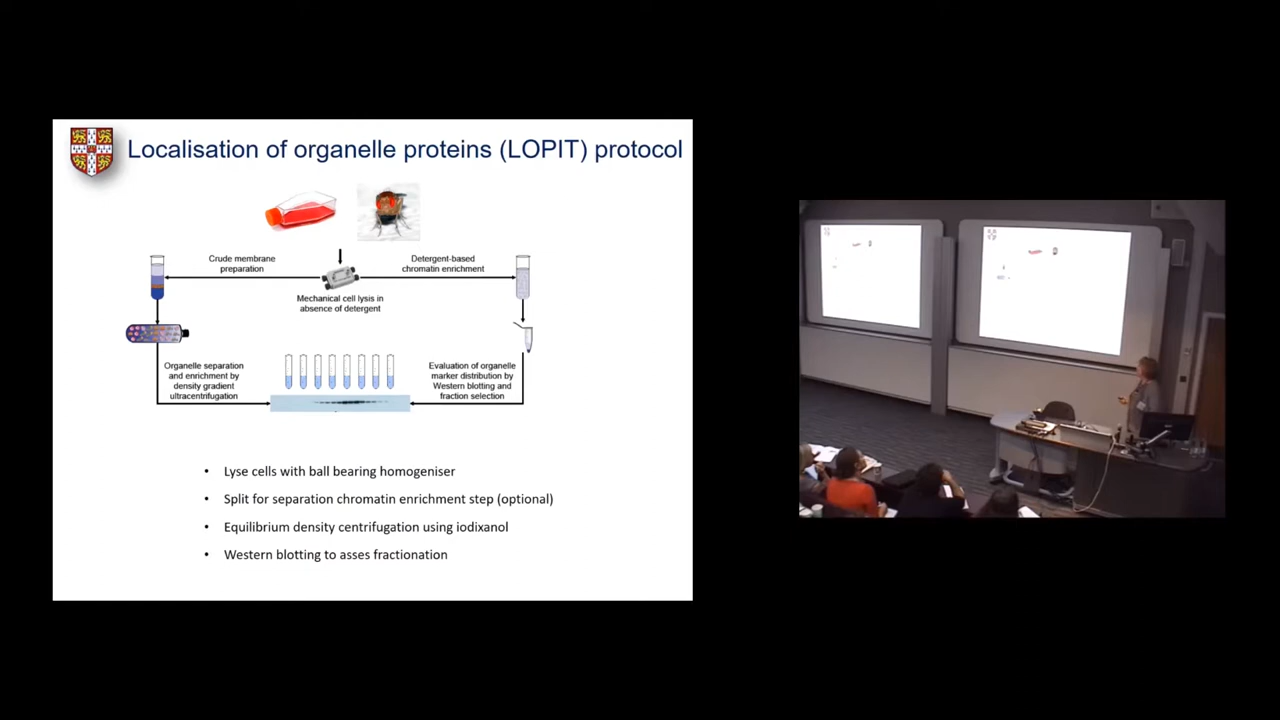 Localisation of organelle proteins (LOPIT) protocol
Crude membrane
preparation
Detergent-based
chromatin enrichment
Mechanical cell lysis in
absence of detergent
Organelle separation
and enrichment by
density gradient
ultracentrifugation
Evaluation of organelle
marker distribution by
Western blotting and
fraction selection
• Lyse cells with ball bearing homogeniser
• Split for separation chromatin enrichment step (optional)
• Equilibrium density centrifugation using iodixanol
• Western blotting to asses fractionation